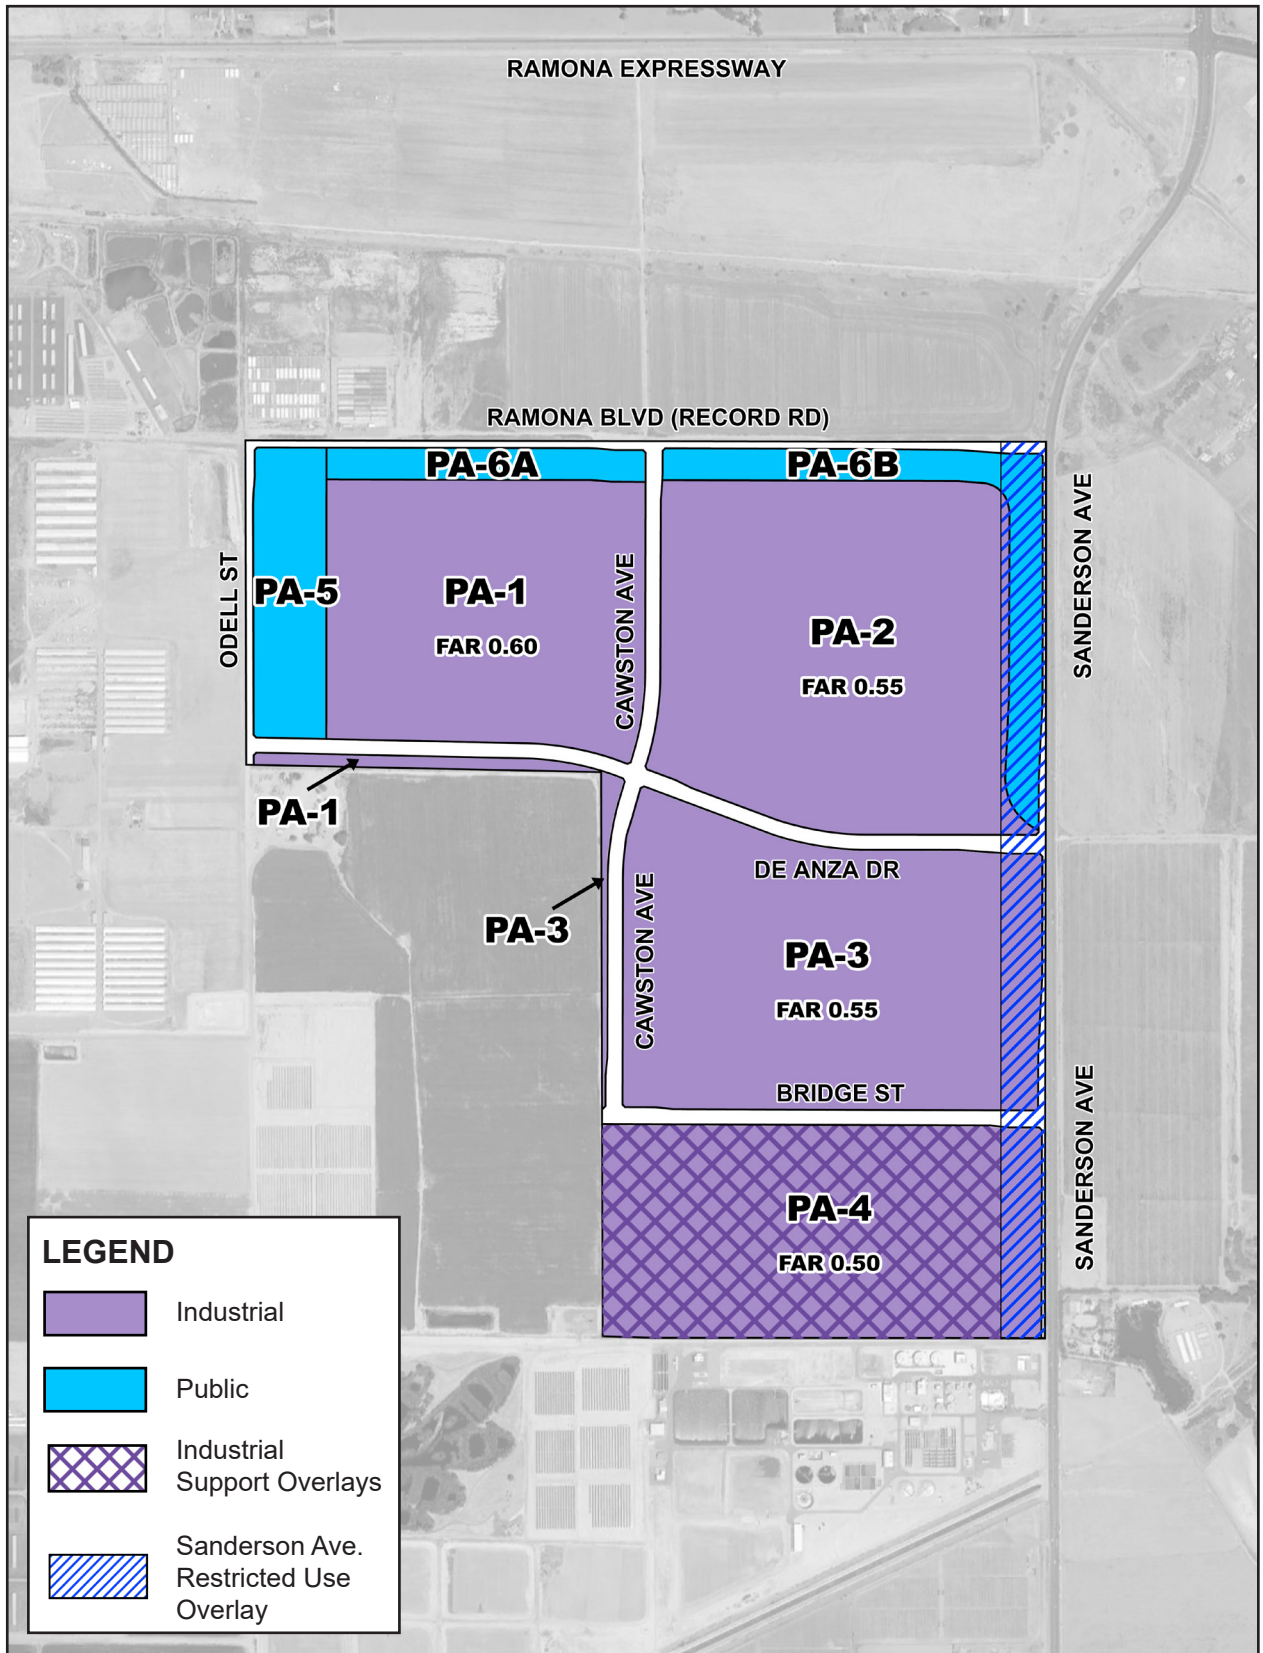 RAMONA EXPRESSWAY
RAMONA BLVD (RECORD RD)
PA-6A
PA-6B
ODELL ST
PA-5
PA-1
FAR 0.60
CAWSTON AVE
PA-2
FAR 0.55
SANDERSON AVE
PA-1
DE ANZA DR
PA-3
CAWSTON AVE
PA-3
FAR 0.55
BRIDGE ST
SANDERSON AVE
PA-4
FAR 0.50
LEGEND
Industrial
Public
Industrial
Support Overlays
Sanderson Ave.
Restricted Use
Overlay